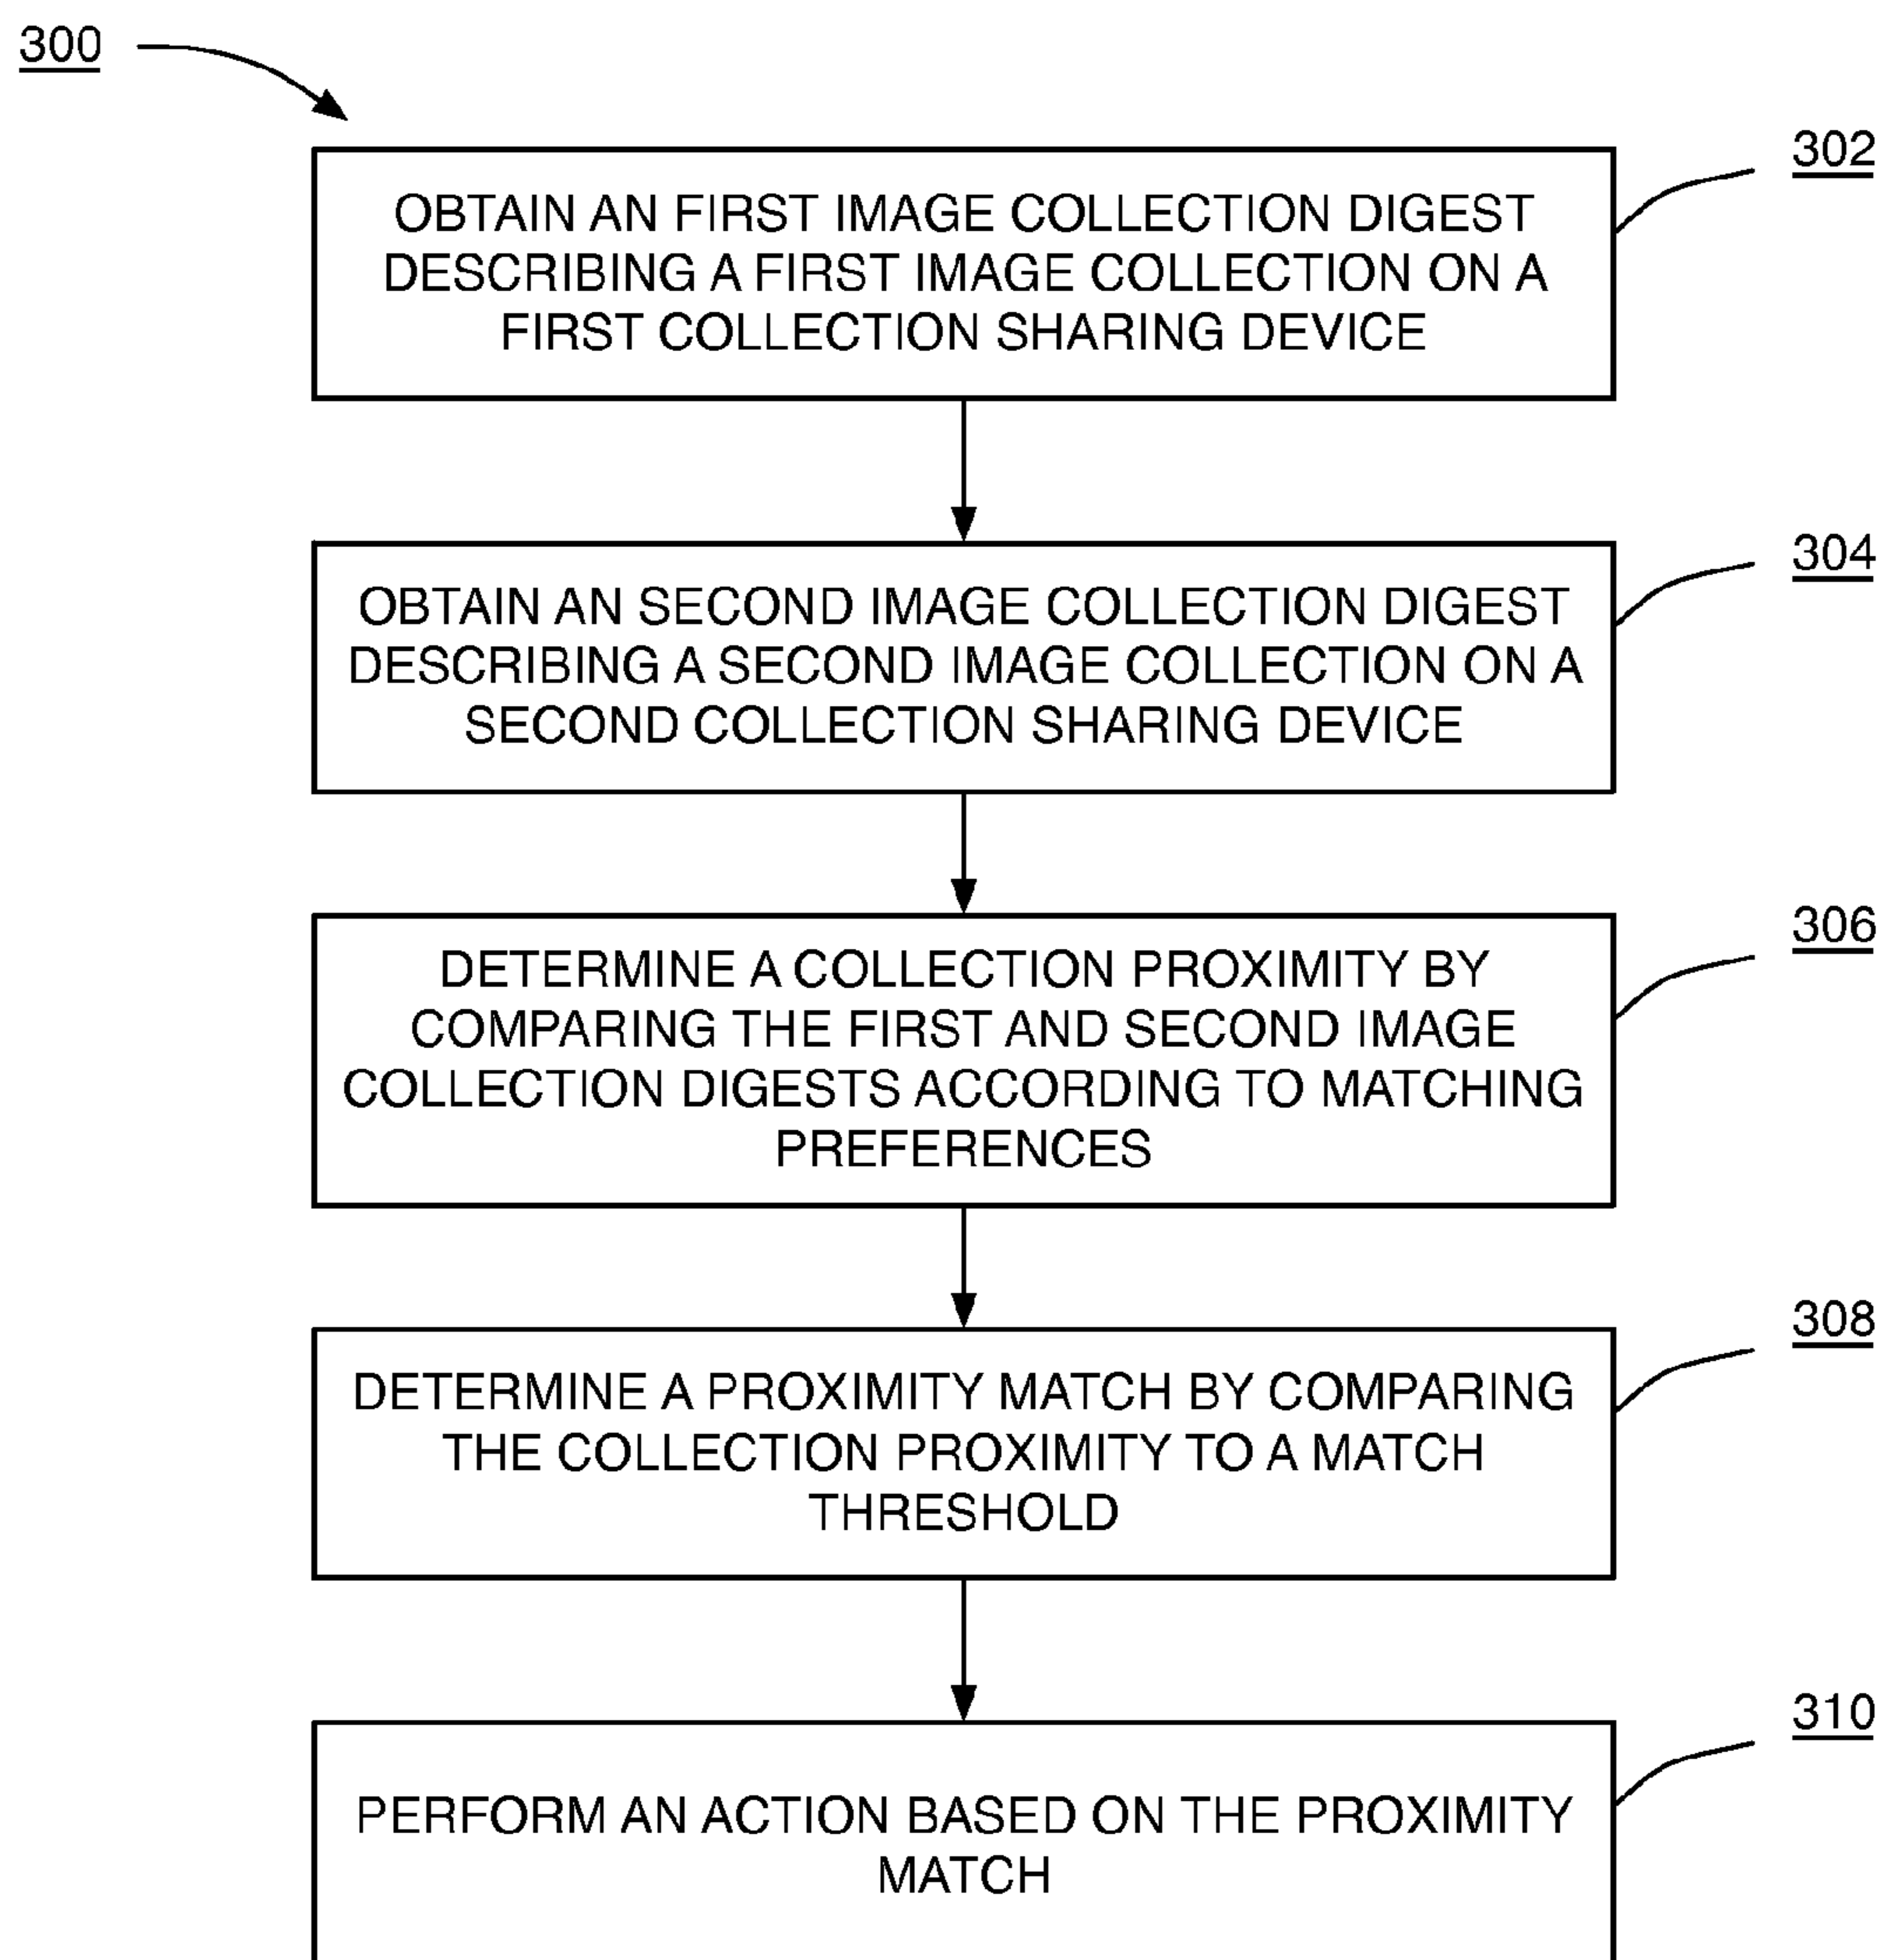 300
302
OBTAIN AN FIRST IMAGE COLLECTION DIGEST
DESCRIBING A FIRST IMAGE COLLECTION ON A
FIRST COLLECTION SHARING DEVICE
304
OBTAIN AN SECOND IMAGE COLLECTION DIGEST
DESCRIBING A SECOND IMAGE COLLECTION ON A
SECOND COLLECTION SHARING DEVICE
306
DETERMINE A COLLECTION PROXIMITY BY
COMPARING THE FIRST AND SECOND IMAGE
COLLECTION DIGESTS ACCORDING TO MATCHING
PREFERENCES
308
DETERMINE A PROXIMITY MATCH BY COMPARING
THE COLLECTION PROXIMITY TO A MATCH
THRESHOLD
310
PERFORM AN ACTION BASED ON THE PROXIMITY
MATCH